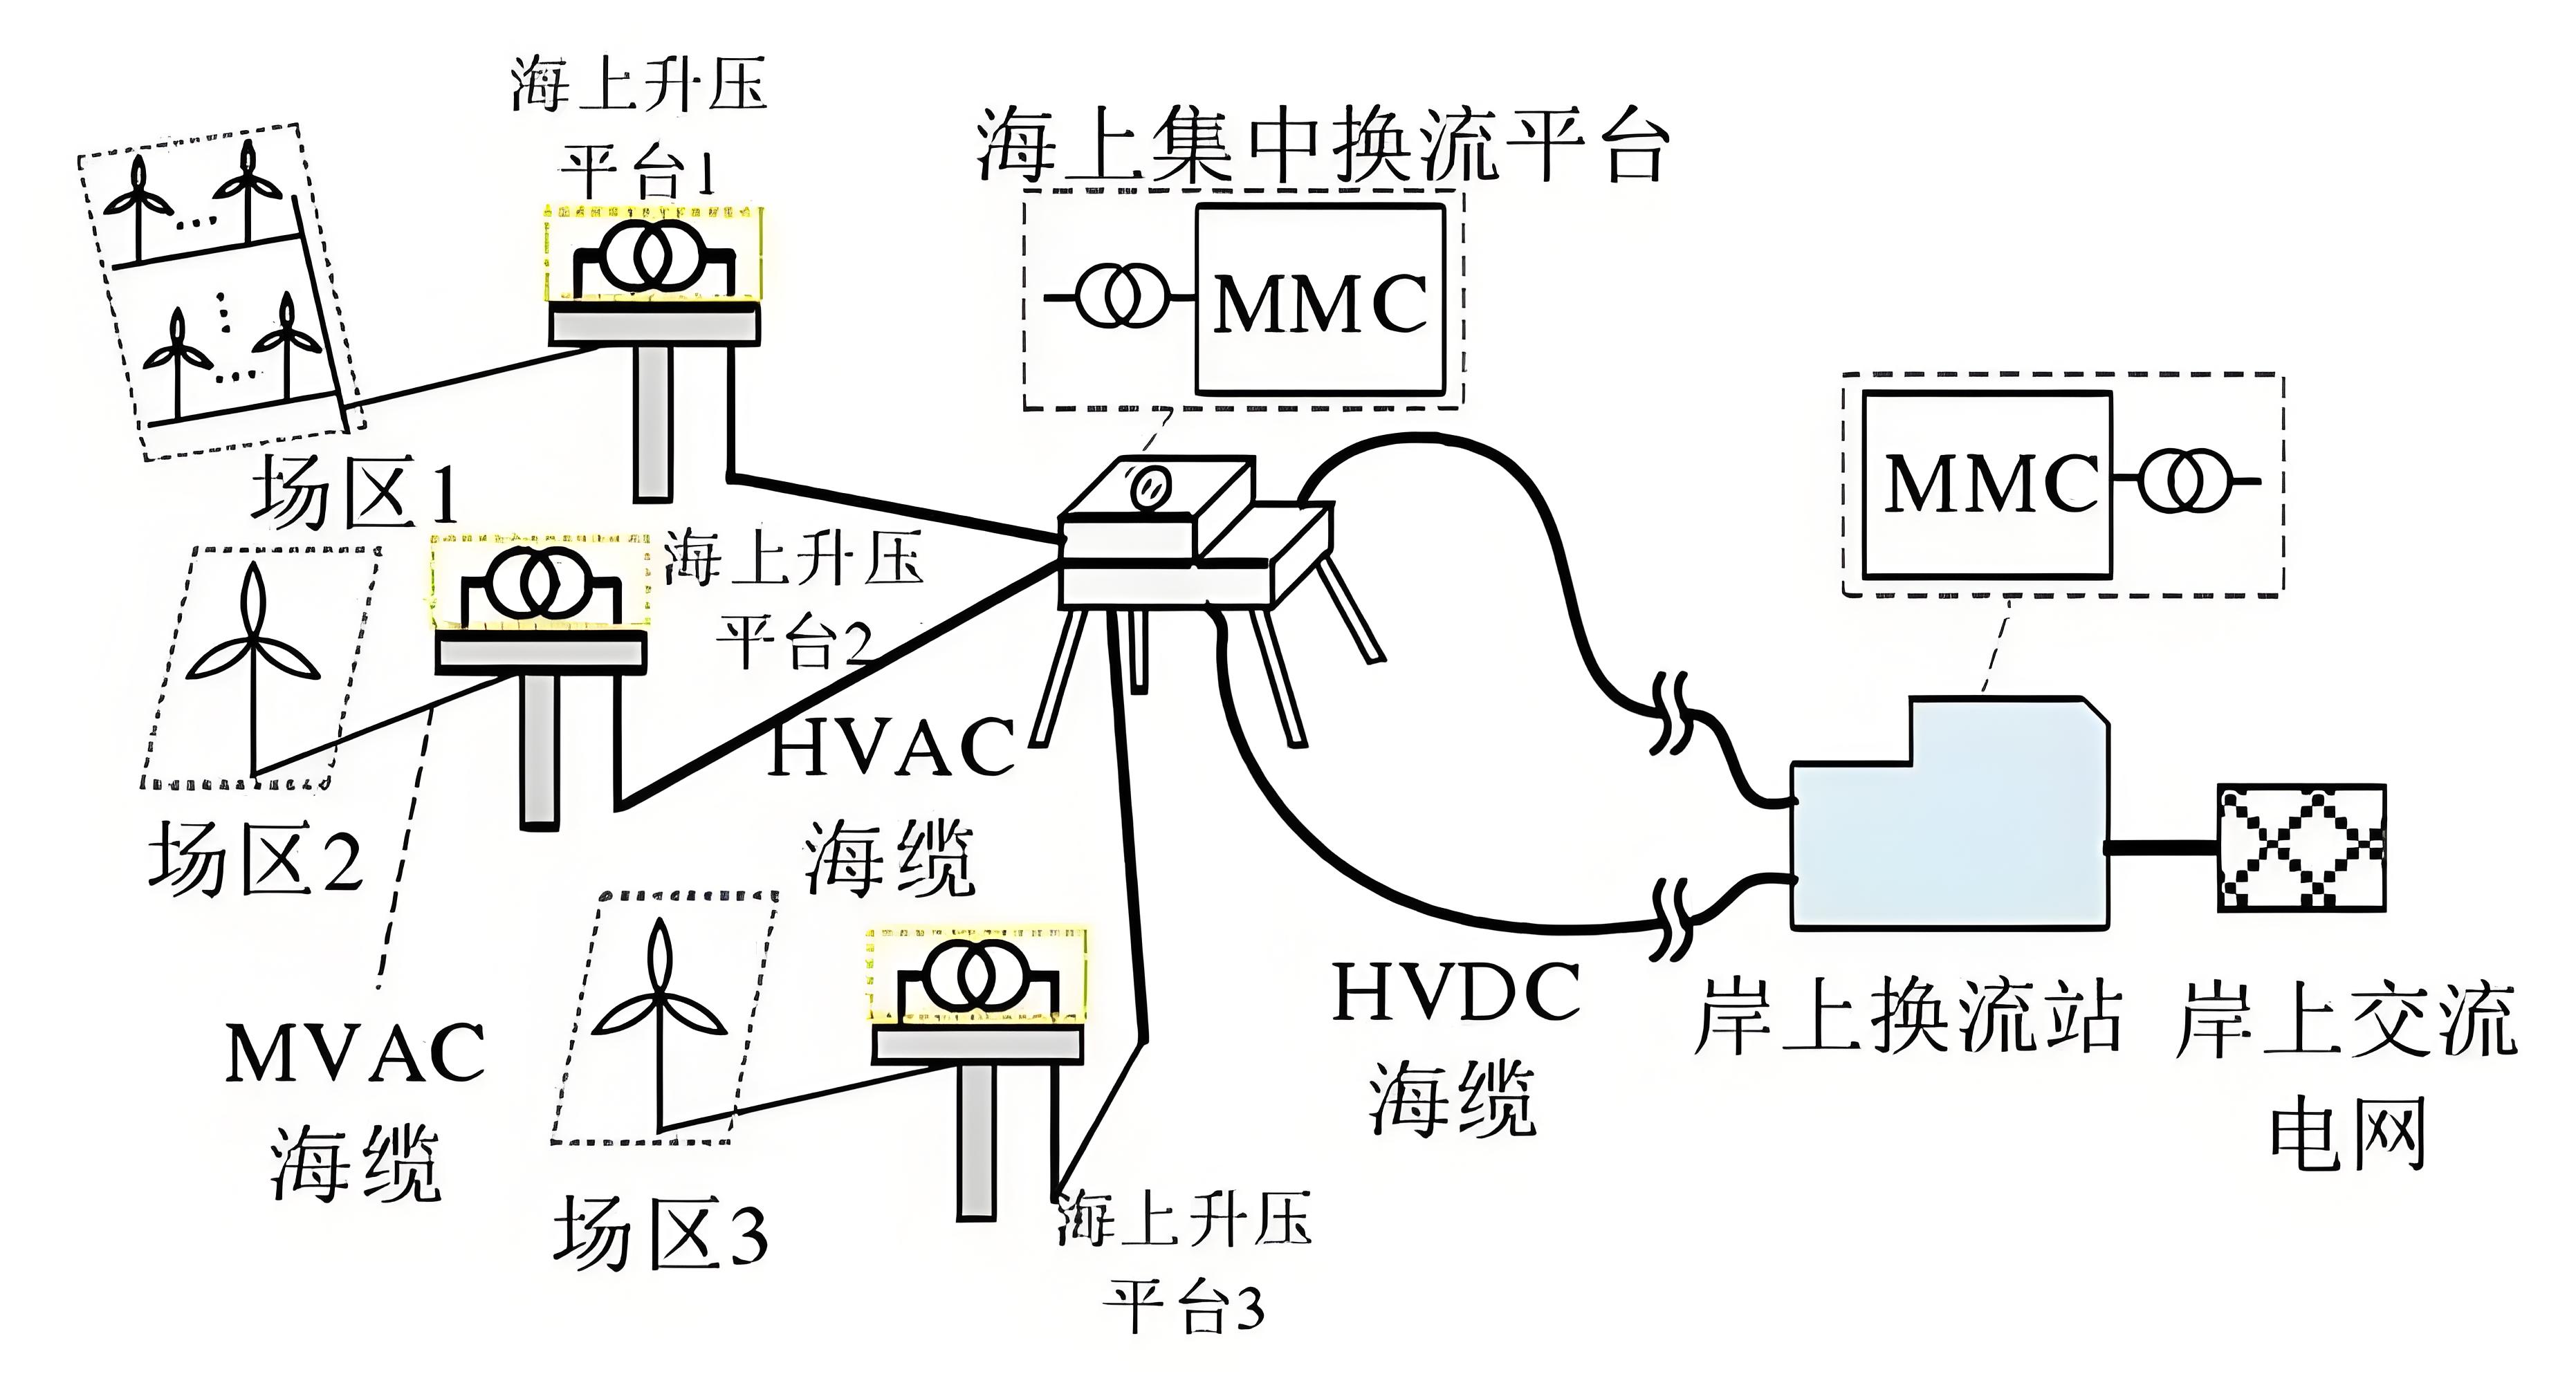 海上升压
平台1
海上集中换流平台
MMC
场区1
海上升压
平台2
MMC
场区2
HVAC
海缆
MVAC
海缆
HVDC
海缆
岸上换流站
岸上交流
电网
场区3
海上升压
平台3